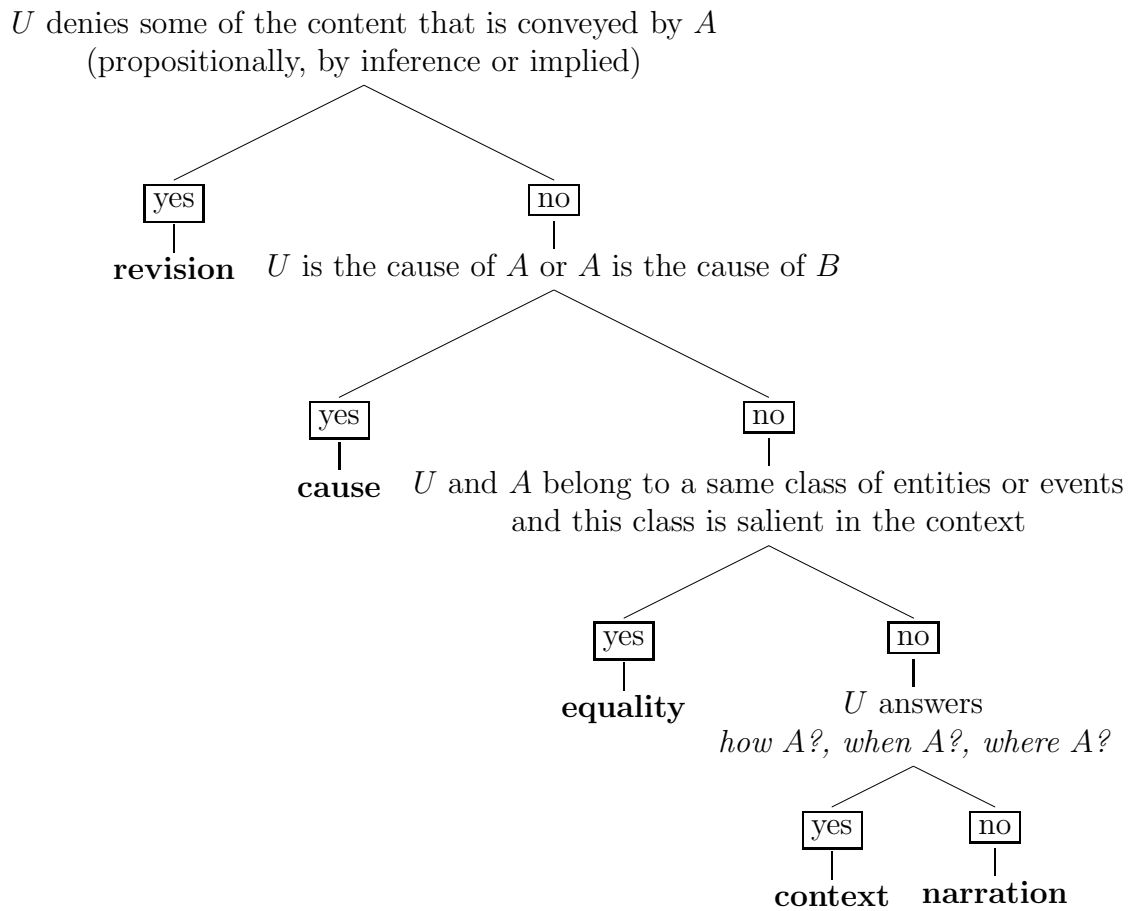 U denies some of the content that is conveyed by A
(propositionally, by inference or implied)
yes
no
revision
U is the cause of A or A is the cause of B
yes
no
cause
U and A belong to a same class of entities or events
and this class is salient in the context
yes
no
equality
U answers
how A?, when A?, where A?
yes
no
context
narration